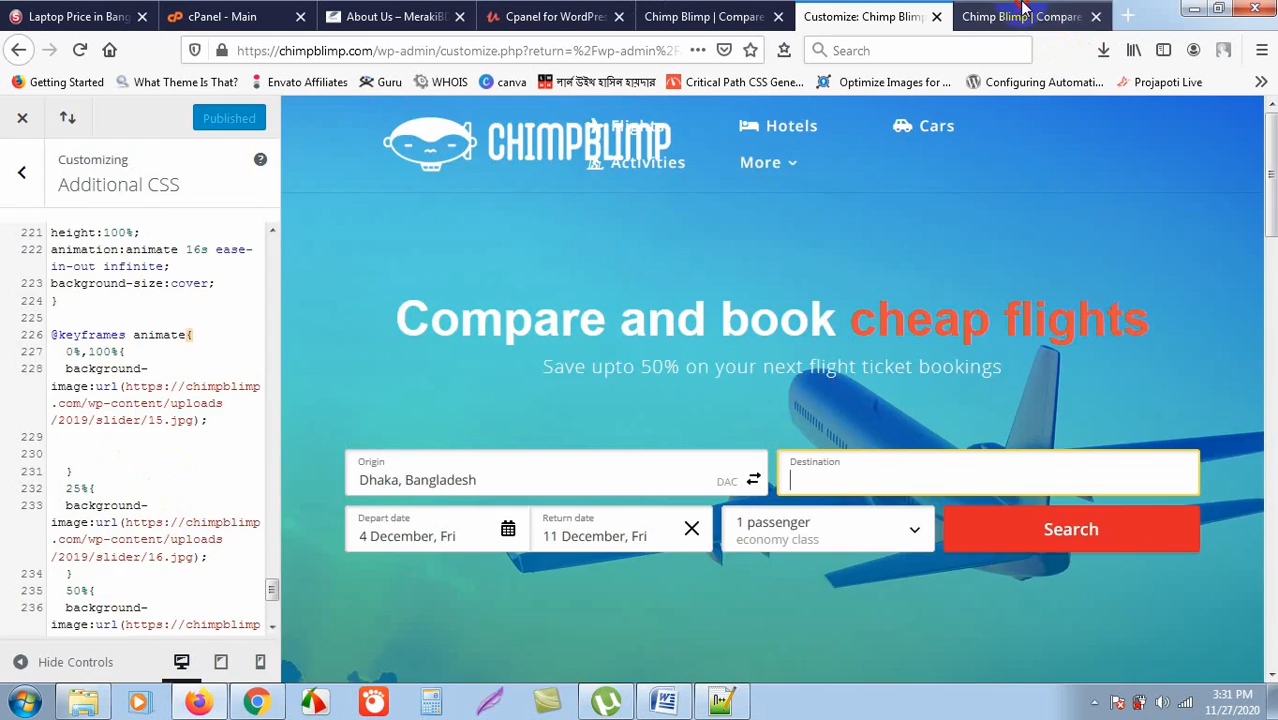 Laptop Price in Bang
cPanel - Main
About Us – MerakiBD
Cpanel for WordPres
Chimp Blimp | Compare
Customize: Chimp Blimp
Chimp Blimp | Compare
https://chimpblimp.com/wp-admin/customize.php?return=%2Fwp-admin%2F
Search
Getting Started
What Theme Is That?
Envato Affiliates
Guru
WHOIS
canva
লার্ন উইথ হাসিন হায়দার
Critical Path CSS Gene...
Optimize Images for ...
Configuring Automati...
Projapoti Live
Published
Customizing
Additional CSS
221 height:100%;
222 animation:animate 16s ease-
in-out infinite;
223 background-size:cover;
224 }
225
226 @keyframes animate{
227 0%,100%{
228 background-
image:url(https://chimpblimp
.com/wp-content/uploads
/2019/slider/15.jpg);
229
230
231 }
232 25%{
233 background-
image:url(https://chimpblimp
.com/wp-content/uploads
/2019/slider/16.jpg);
234 }
235 50%{
236 background-
image:url(https://chimpblimp
Hide Controls
CHIMPBLIMP
Flights
Hotels
Cars
Activities
More
Compare and book cheap flights
Save upto 50% on your next flight ticket bookings
Origin
Dhaka, Bangladesh
DAC
Destination
Depart date
4 December, Fri
Return date
11 December, Fri
1 passenger
economy class
Search
3:31 PM
11/27/2020